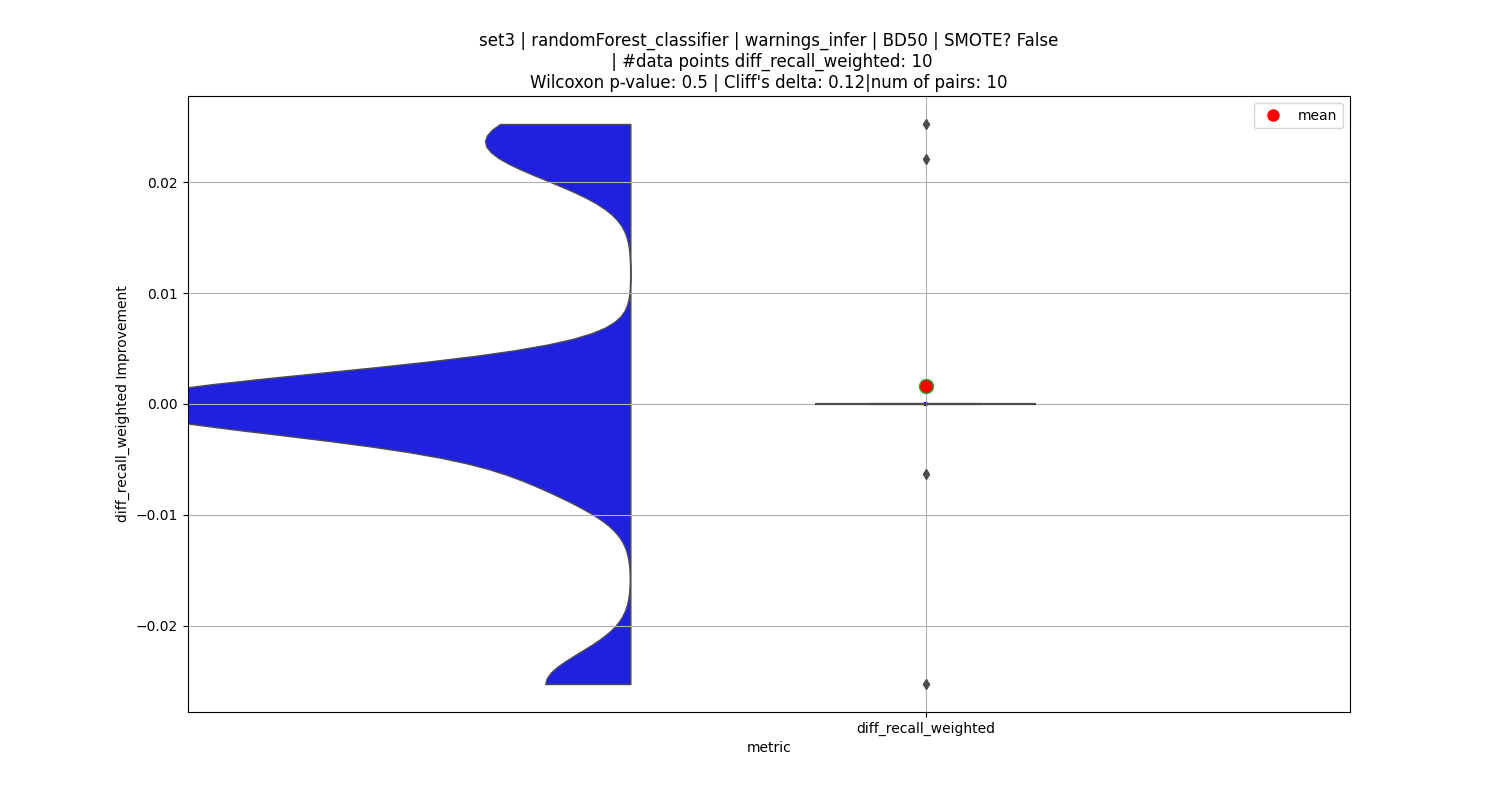 set3 | randomForest_classifier | warnings_infer | BD50 | SMOTE? False
| #data points diff_recall_weighted: 10
Wilcoxon p-value: 0.5 | Cliff's delta: 0.12|num of pairs: 10
mean
0.02
0.01
0.00
−0.01
−0.02
diff_recall_weighted Improvement
diff_recall_weighted
metric